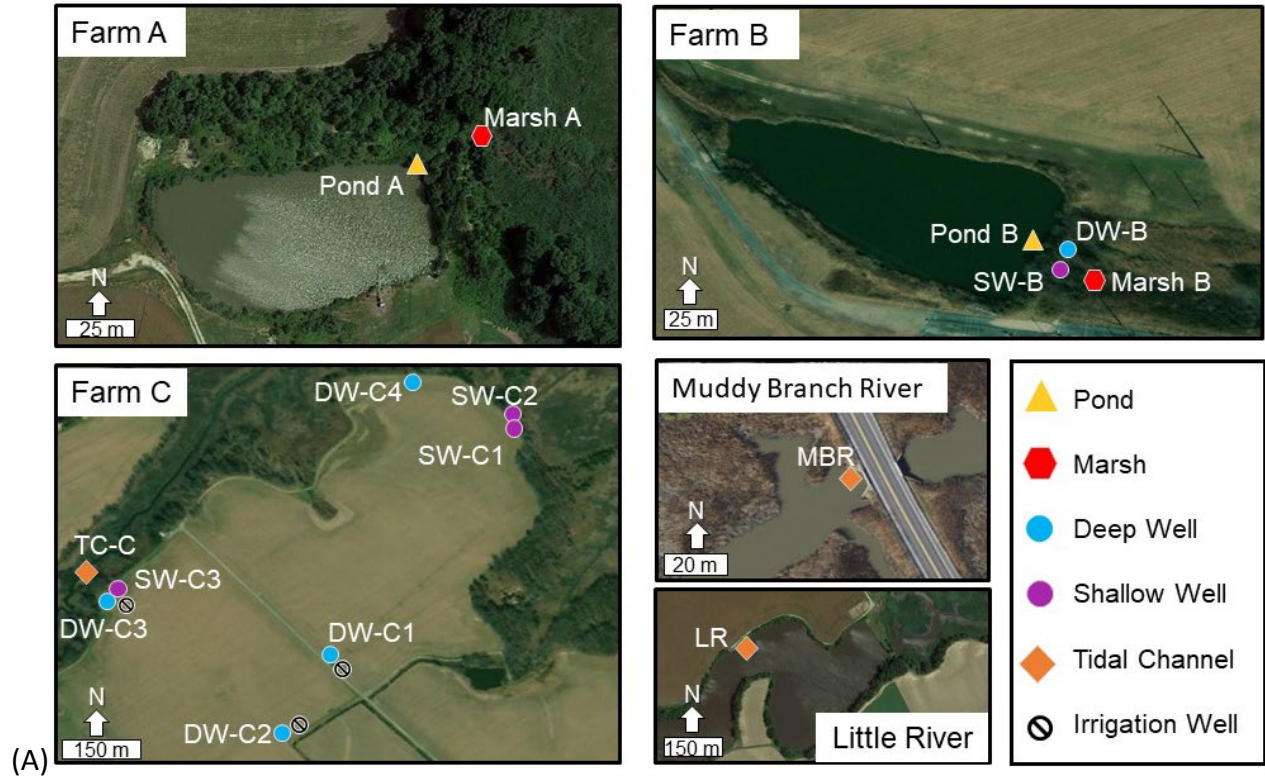 Farm A
Marsh A
Pond A
N
25 m
Farm B
Pond B
DW-B
SW-B
Marsh B
N
25 m
Farm C
DW-C4
SW-C2
SW-C1
TC-C
SW-C3
DW-C3
DW-C1
DW-C2
N
150 m
Muddy Branch River
MBR
N
20 m
LR
N
150 m
Little River
Pond
Marsh
Deep Well
Shallow Well
Tidal Channel
Irrigation Well
(A)